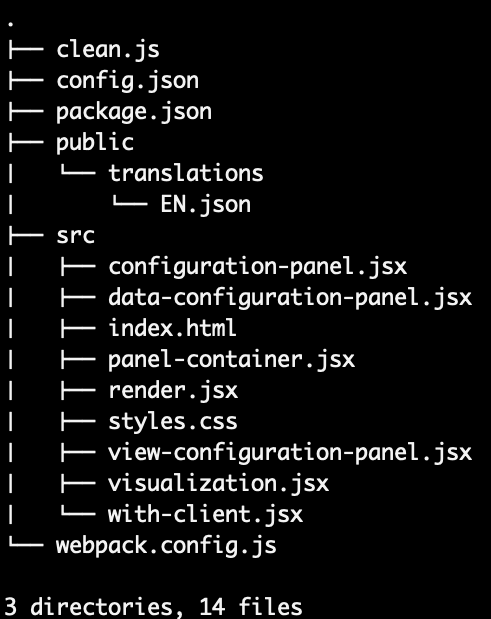 .
├── clean.js
├── config.json
├── package.json
├── public
│   └── translations
│       └── EN.json
├── src
│   ├── configuration-panel.jsx
│   ├── data-configuration-panel.jsx
│   ├── index.html
│   ├── panel-container.jsx
│   ├── render.jsx
│   ├── styles.css
│   ├── view-configuration-panel.jsx
│   ├── visualization.jsx
│   └── with-client.jsx
└── webpack.config.js

3 directories, 14 files